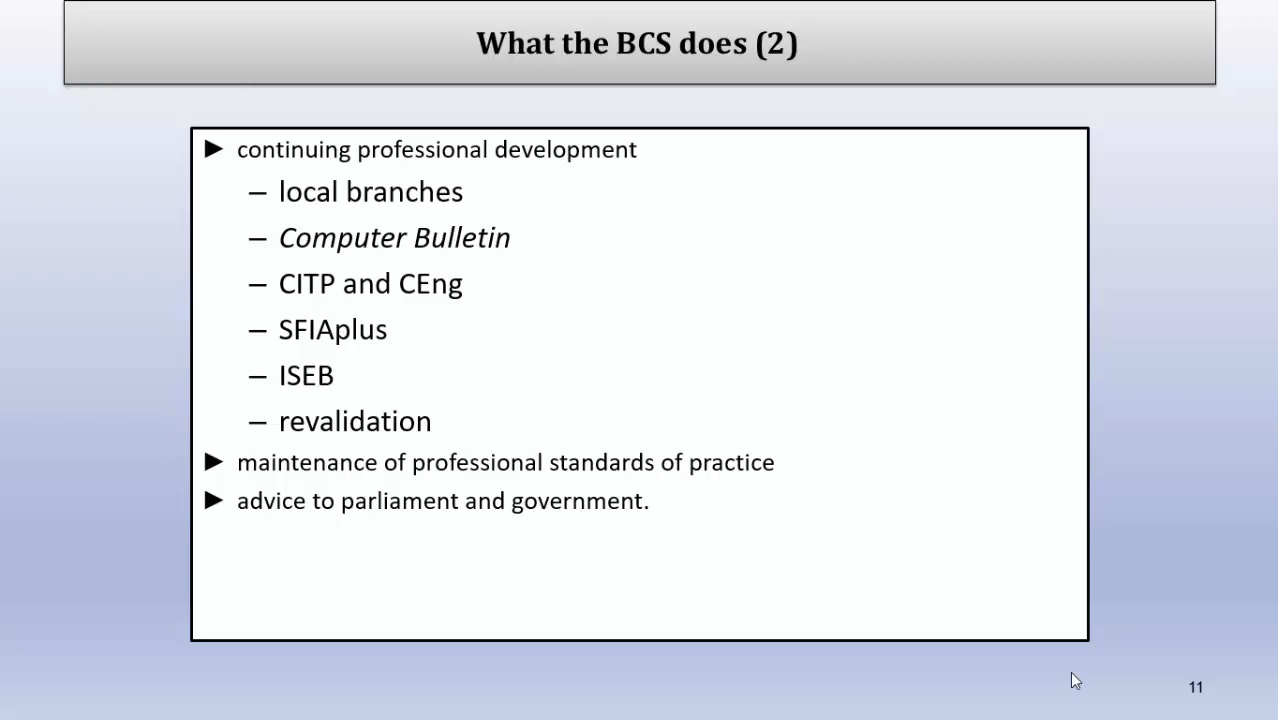 What the BCS does (2)
► continuing professional development
– local branches
– Computer Bulletin
– CITP and CEng
– SFIAplus
– ISEB
– revalidation
► maintenance of professional standards of practice
► advice to parliament and government.
11